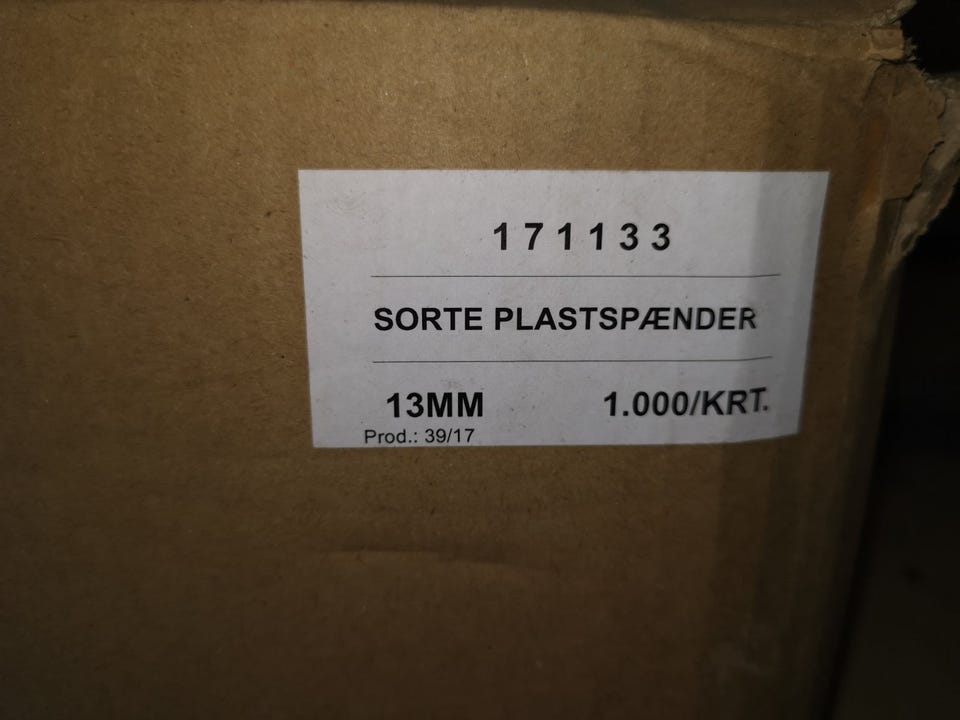 171133
SORTE PLASTSPÆNDER
13MM 1.000/KRT.
Prod.: 39/17